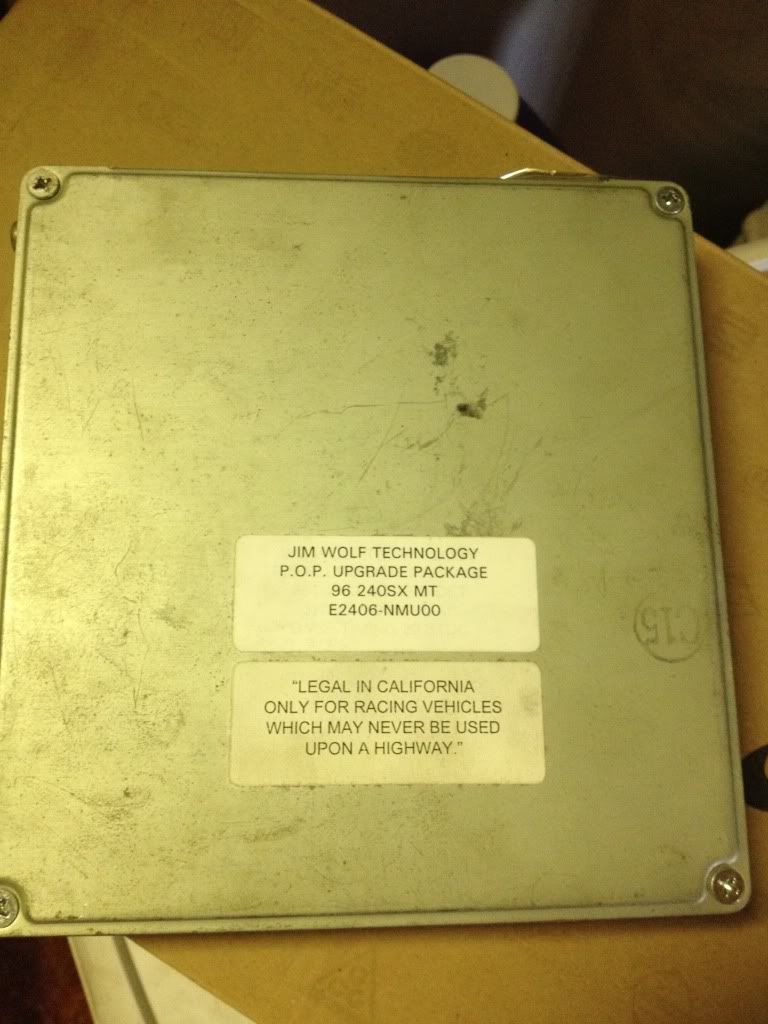 JIM WOLF TECHNOLOGY
P.O.P. UPGRADE PACKAGE
96 240SX MT
E2406-NMU00
"LEGAL IN CALIFORNIA
ONLY FOR RACING VEHICLES
WHICH MAY NEVER BE USED
UPON A HIGHWAY."
C15